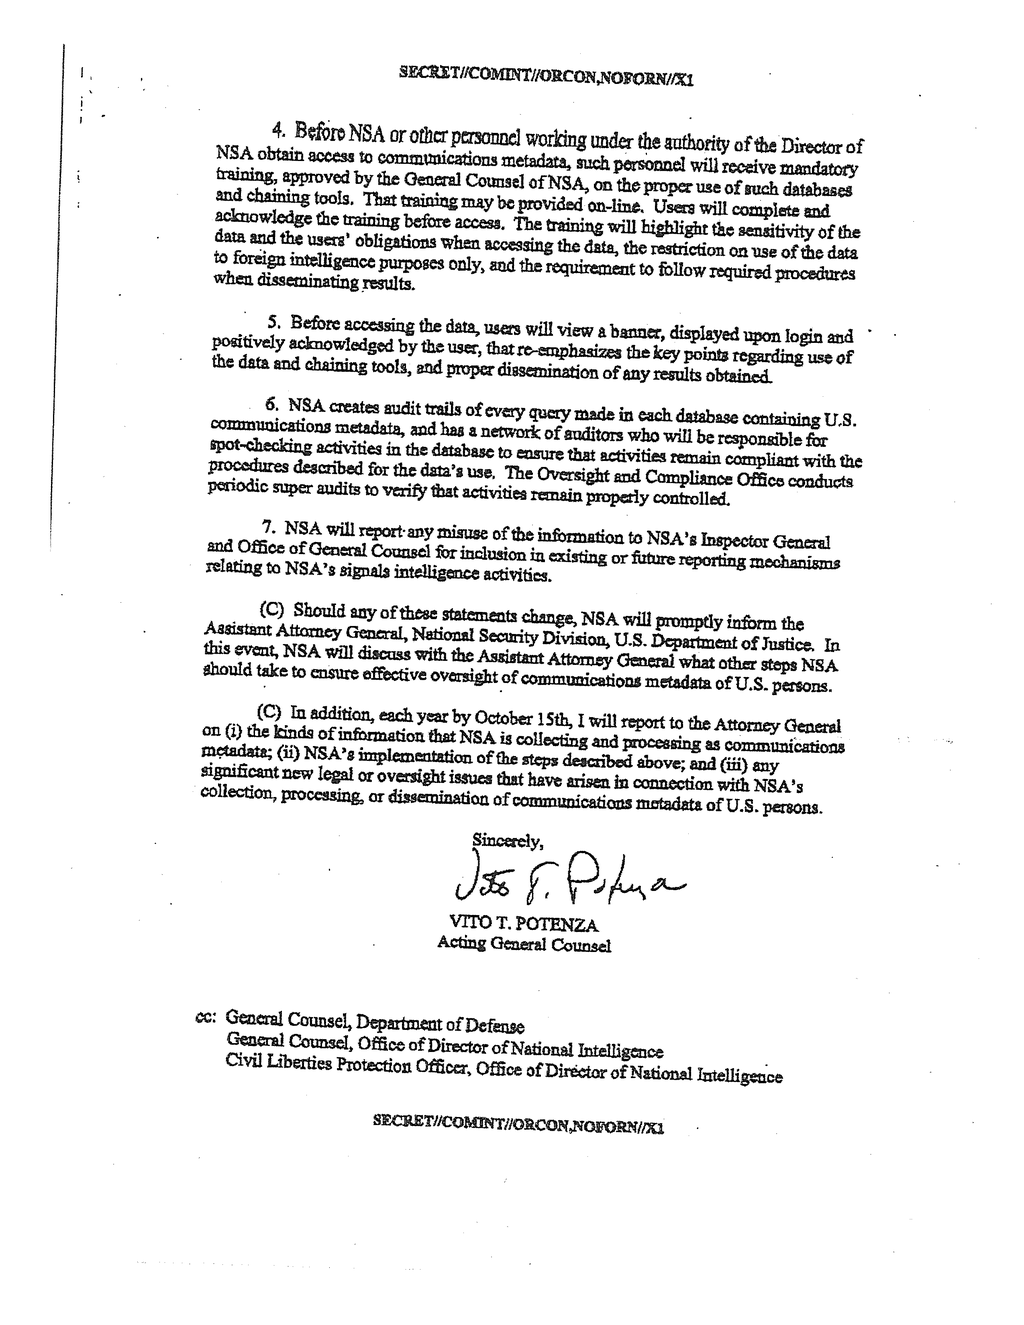 SECRET//COMINT//ORCON,NOFORN//X1
4. Before NSA or other personnel working under the authority of the Director of
NSA obtain access to communications metadata, such personnel will receive mandatory
training, approved by the General Counsel of NSA, on the proper use of such databases
and chaining tools. That training may be provided on-line. Users will complete and
acknowledge the training before access. The training will highlight the sensitivity of the
data and the users' obligations when accessing the data, the restriction on use of the data
to foreign intelligence purposes only, and the requirement to follow required procedures
when disseminating results.
5. Before accessing the data, users will view a banner, displayed upon login and
positively acknowledged by the user, that re-emphasizes the key points regarding use of
the data and chaining tools, and proper dissemination of any results obtained.
6. NSA creates audit trails of every query made in each database containing U.S.
communications metadata, and has a network of auditors who will be responsible for
spot-checking activities in the database to ensure that activities remain compliant with the
procedures described for the data's use. The Oversight and Compliance Office conducts
periodic super audits to verify that activities remain properly controlled.
7. NSA will report any misuse of the information to NSA's Inspector General
and Office of General Counsel for inclusion in existing or future reporting mechanisms
relating to NSA's signals intelligence activities.
(C) Should any of these statements change, NSA will promptly inform the
Assistant Attorney General, National Security Division, U.S. Department of Justice. In
this event, NSA will discuss with the Assistant Attorney General what other steps NSA
should take to ensure effective oversight of communications metadata of U.S. persons.
(C) In addition, each year by October 15th, I will report to the Attorney General
on (i) the kinds of information that NSA is collecting and processing as communications
metadata; (ii) NSA's implementation of the steps described above; and (iii) any
significant new legal or oversight issues that have arisen in connection with NSA's
collection, processing, or dissemination of communications metadata of U.S. persons.
Sincerely,
Vito T. Potenza
VITO T. POTENZA
Acting General Counsel
cc: General Counsel, Department of Defense
General Counsel, Office of Director of National Intelligence
Civil Liberties Protection Officer, Office of Director of National Intelligence
SECRET//COMINT//ORCON,NOFORN//X1